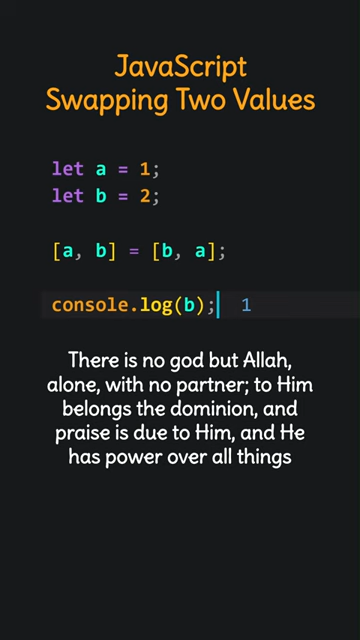 JavaScript
Swapping Two Values
let a = 1;
let b = 2;
[a, b] = [b, a];
console.log(b); 1
There is no god but Allah,
alone, with no partner; to Him
belongs the dominion, and
praise is due to Him, and He
has power over all things